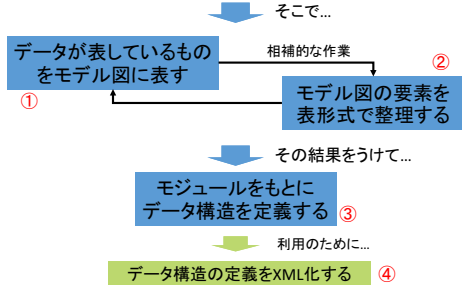 そこで…
データが表しているもの
をモデル図に表す
①
相補的な作業
②
モデル図の要素を
表形式で整理する
その結果をうけて…
モジュールをもとに
データ構造を定義する
③
利用のために…
データ構造の定義をXML化する
④